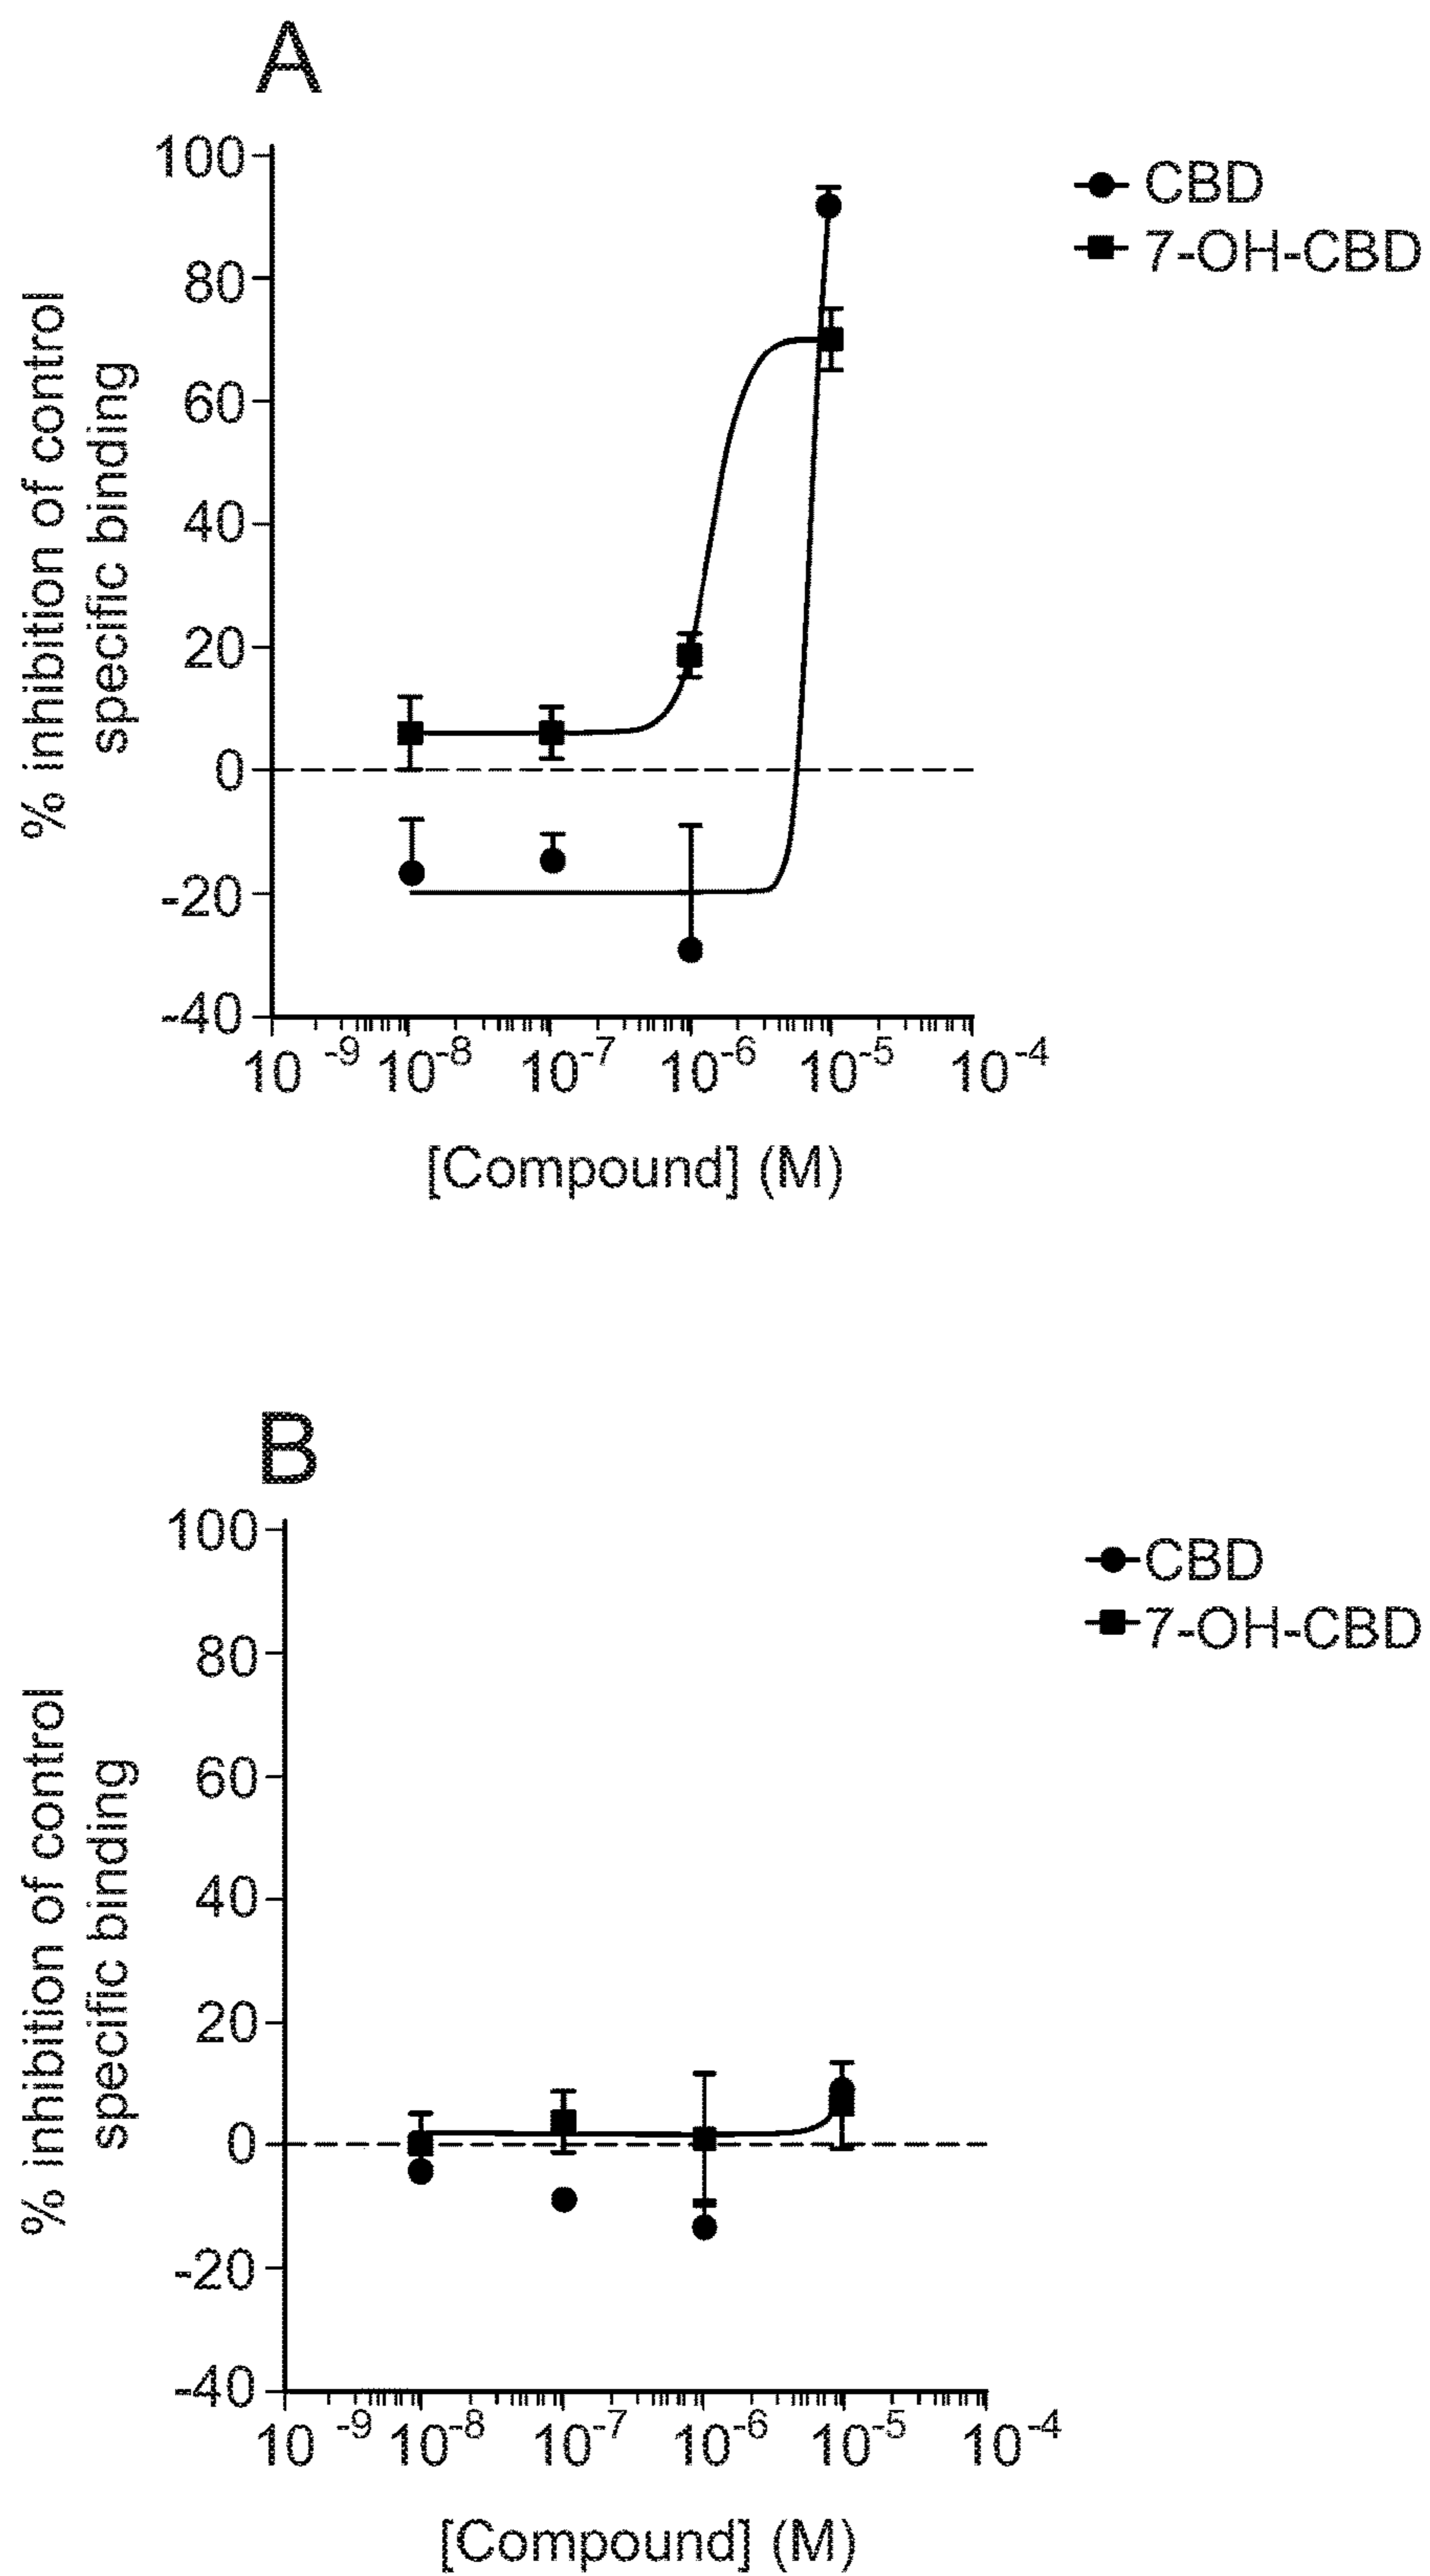 A
CBD
7-OH-CBD
% inhibition of control
specific binding
100
80
60
40
20
0
-20
-40
10-9 10-8 10-7 10-6 10-5 10-4
[Compound] (M)
B
CBD
7-OH-CBD
% inhibition of control
specific binding
100
80
60
40
20
0
-20
-40
10-9 10-8 10-7 10-6 10-5 10-4
[Compound] (M)